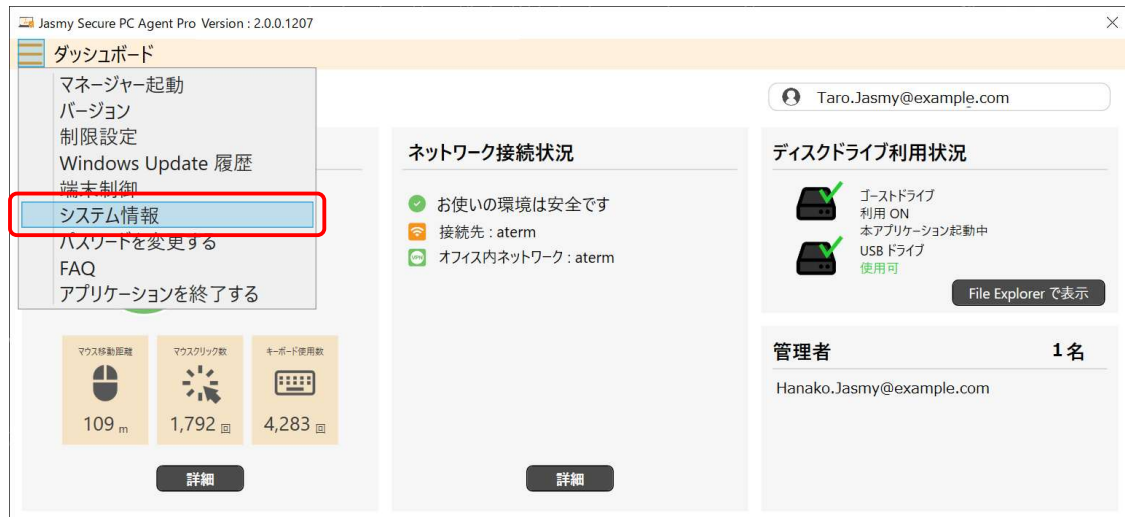 Jasmy Secure PC Agent Pro Version : 2.0.0.1207
ダッシュボード
マネージャー起動
バージョン
制限設定
Windows Update 履歴
端末制御
システム情報
パスワードを変更する
FAQ
アプリケーションを終了する
マウス移動距離
109 m
マウスクリック数
1,792 回
キーボード使用数
4,283 回
詳細
ネットワーク接続状況
お使いの環境は安全です
接続先 : aterm
VPN
オフィス内ネットワーク : aterm
詳細
Taro.Jasmy@example.com
ディスクドライブ利用状況
ゴーストドライブ
利用 ON
本アプリケーション起動中
USB ドライブ
使用可
File Explorer で表示
管理者 1名
Hanako.Jasmy@example.com